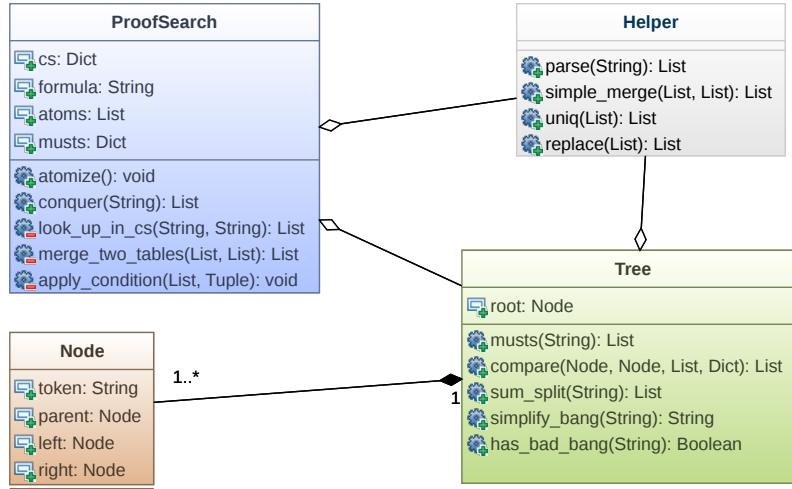 ProofSearch
cs: Dict
formula: String
atoms: List
musts: Dict
atomize(): void
conquer(String): List
look_up_in_cs(String, String): List
merge_two_tables(List, List): List
apply_condition(List, Tuple): void
Helper
parse(String): List
simple_merge(List, List): List
uniq(List): List
replace(List): List
Tree
root: Node
musts(String): List
compare(Node, Node, List, Dict): List
sum_split(String): List
simplify_bang(String): String
has_bad_bang(String): Boolean
Node
token: String
parent: Node
left: Node
right: Node
1..*
1